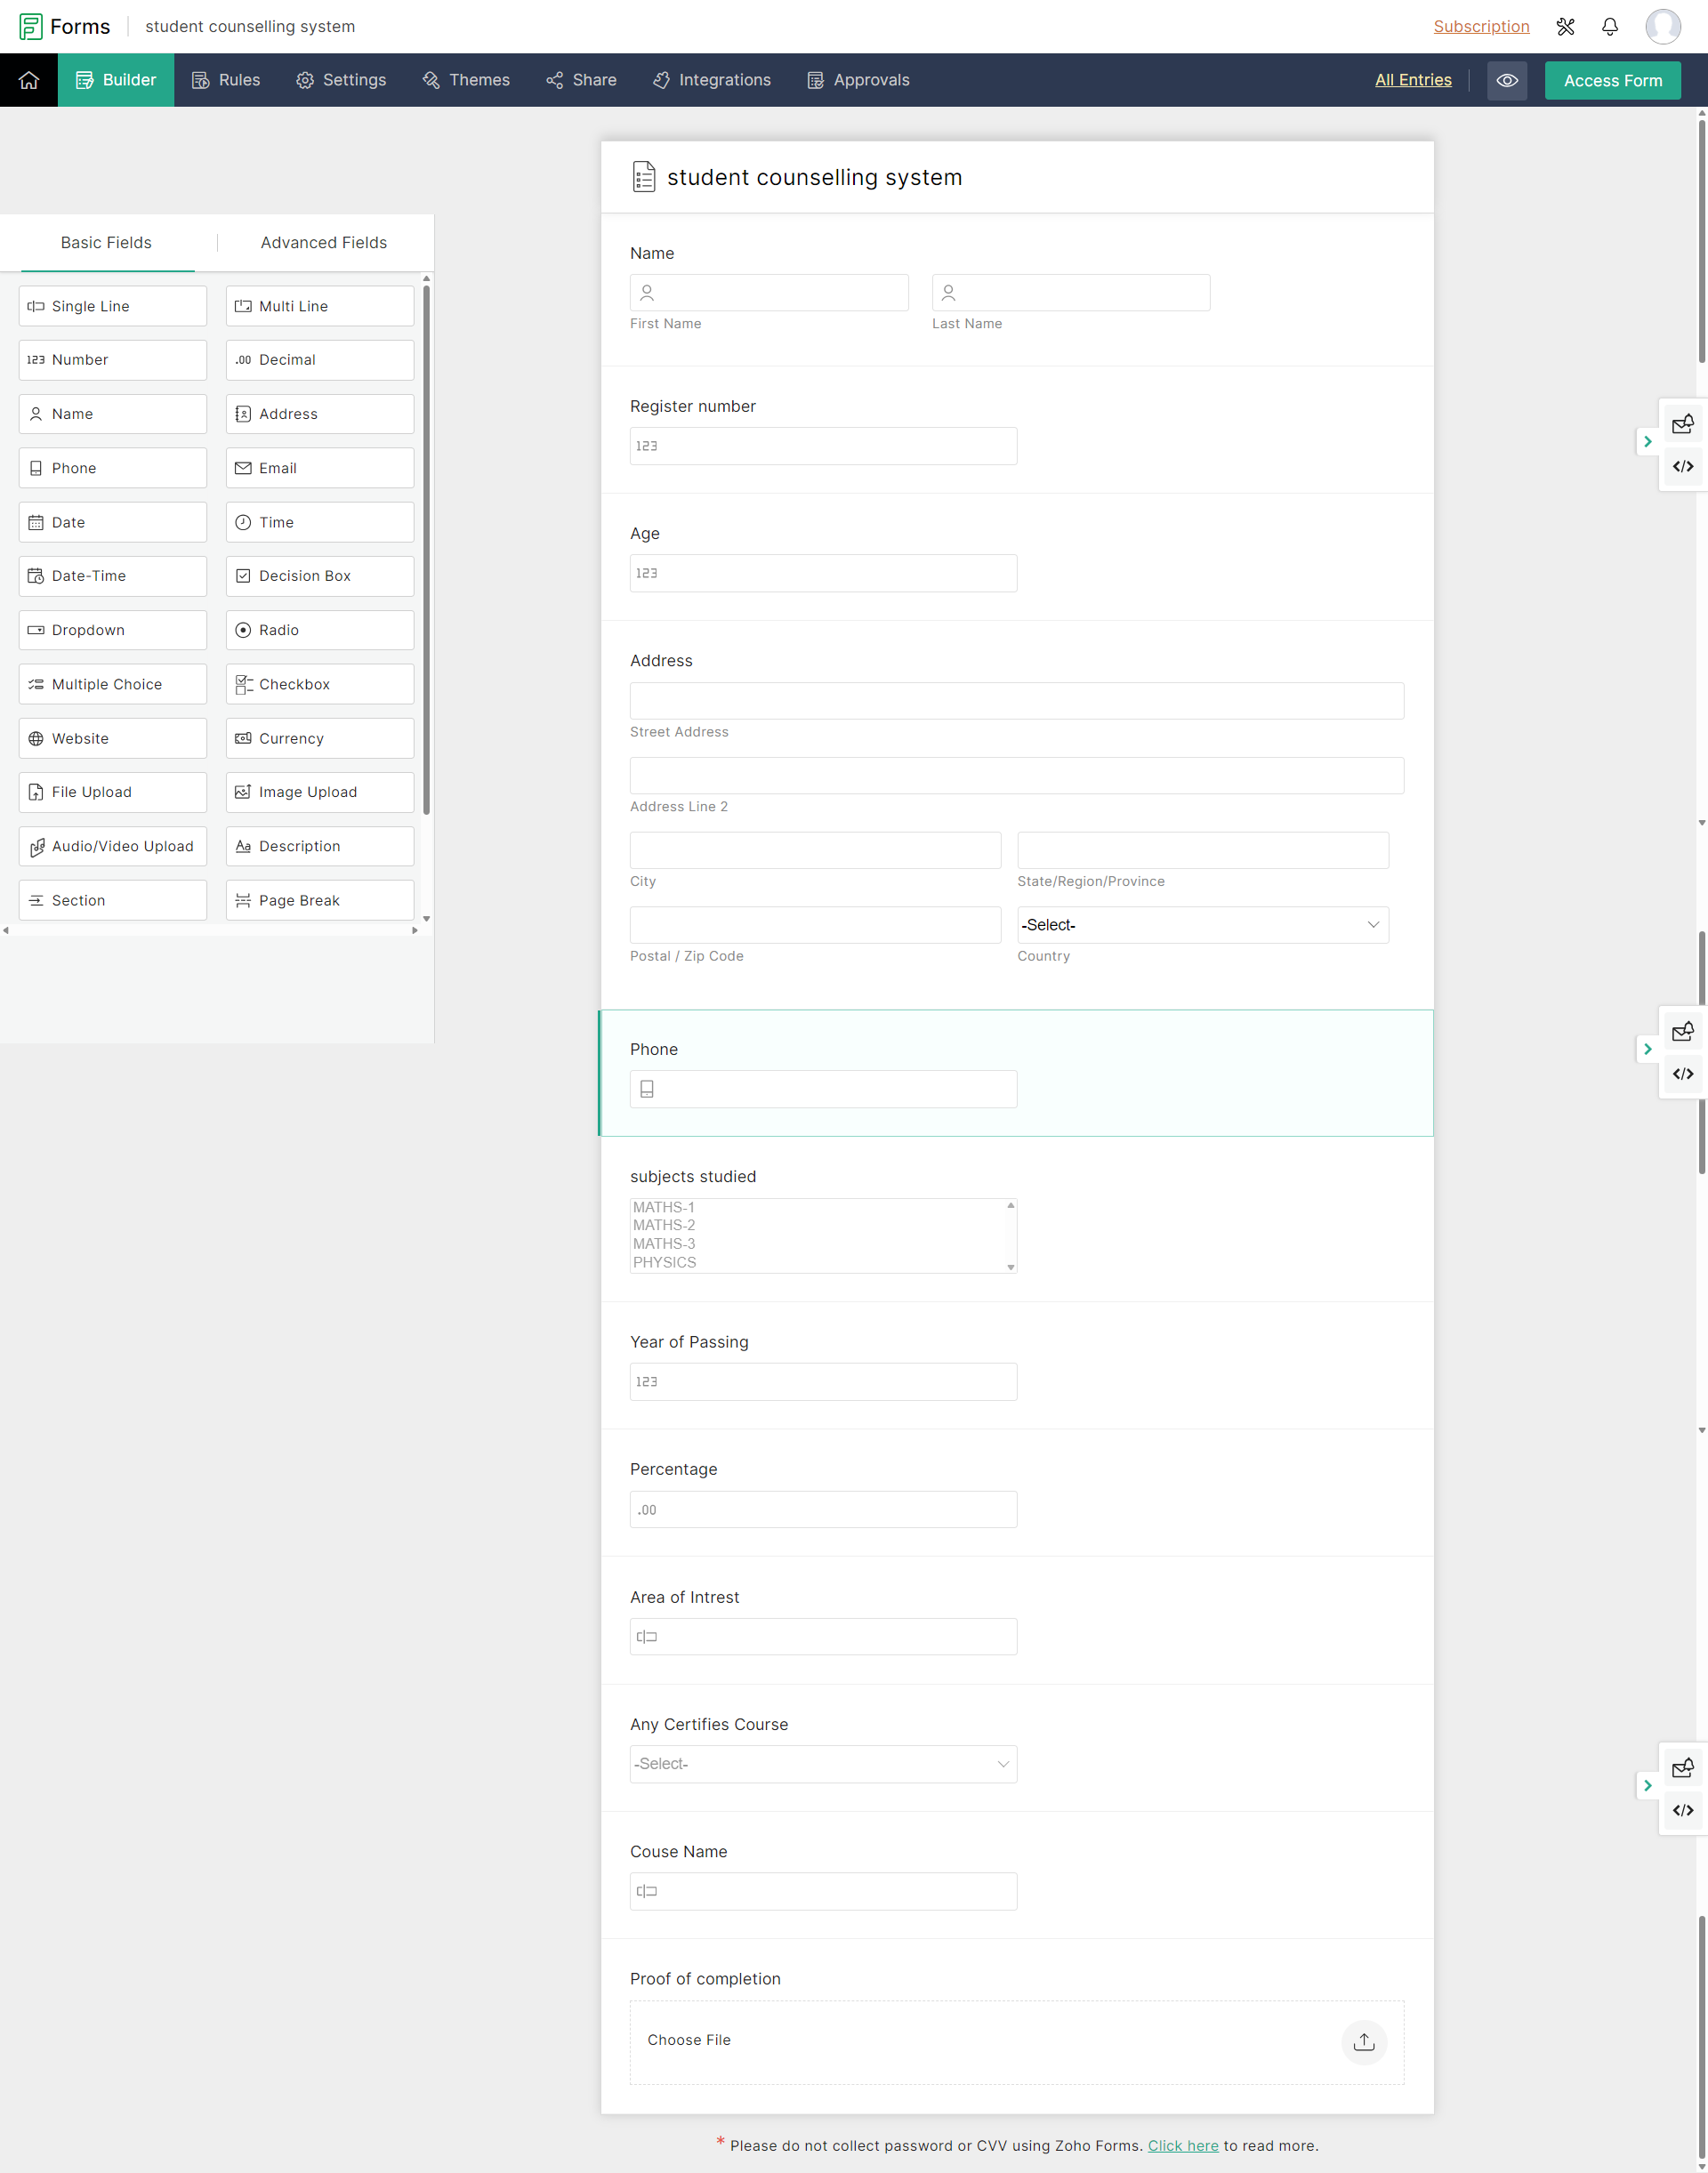 Forms student counselling system Subscription
Builder Rules Settings Themes Share Integrations Approvals All Entries Access Form
student counselling system
Basic Fields Advanced Fields
Single Line Multi Line
123 Number .00 Decimal
Name Address
Phone Email
Date Time
Date-Time Decision Box
Dropdown Radio
Multiple Choice Checkbox
Website Currency
File Upload Image Upload
Audio/Video Upload Aa Description
Section Page Break
Name
First Name Last Name
Register number
123
Age
123
Address
Street Address
Address Line 2
City State/Region/Province
-Select-
Postal / Zip Code Country
Phone
subjects studied
MATHS-1
MATHS-2
MATHS-3
PHYSICS
Year of Passing
123
Percentage
.00
Area of Intrest
Any Certifies Course
-Select-
Couse Name
Proof of completion
Choose File
* Please do not collect password or CVV using Zoho Forms. Click here to read more.